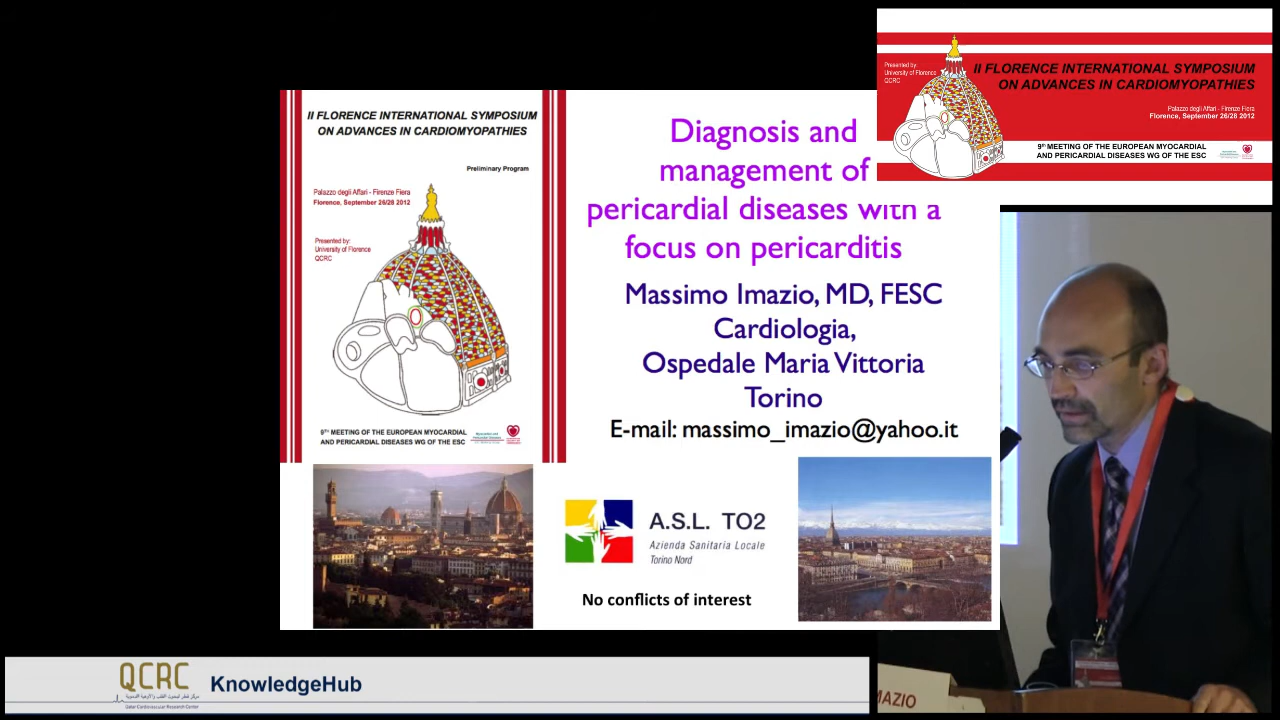 II FLORENCE INTERNATIONAL SYMPOSIUM
ON ADVANCES IN CARDIOMYOPATHIES
Preliminary Program
Palazzo degli Affari - Firenze Fiera
Florence, September 26/28 2012
Presented by:
University of Florence
QCRC
9TH MEETING OF THE EUROPEAN MYOCARDIAL
AND PERICARDIAL DISEASES WG OF THE ESC
Diagnosis and
management of
pericardial diseases with a
focus on pericarditis
Massimo Imazio, MD, FESC
Cardiologia,
Ospedale Maria Vittoria
Torino
E-mail: massimo_imazio@yahoo.it
A.S.L. TO2
Azienda Sanitaria Locale
Torino Nord
No conflicts of interest
Presented by:
University of Florence
QCRC
II FLORENCE INTERNATIONAL SYMPOSIUM
ON ADVANCES IN CARDIOMYOPATHIES
Palazzo degli Affari - Firenze Fiera
Florence, September 26/28 2012
9th MEETING OF THE EUROPEAN MYOCARDIAL
AND PERICARDIAL DISEASES WG OF THE ESC
MAZIO
QCRC
Qatar Cardiovascular Research Center
KnowledgeHub